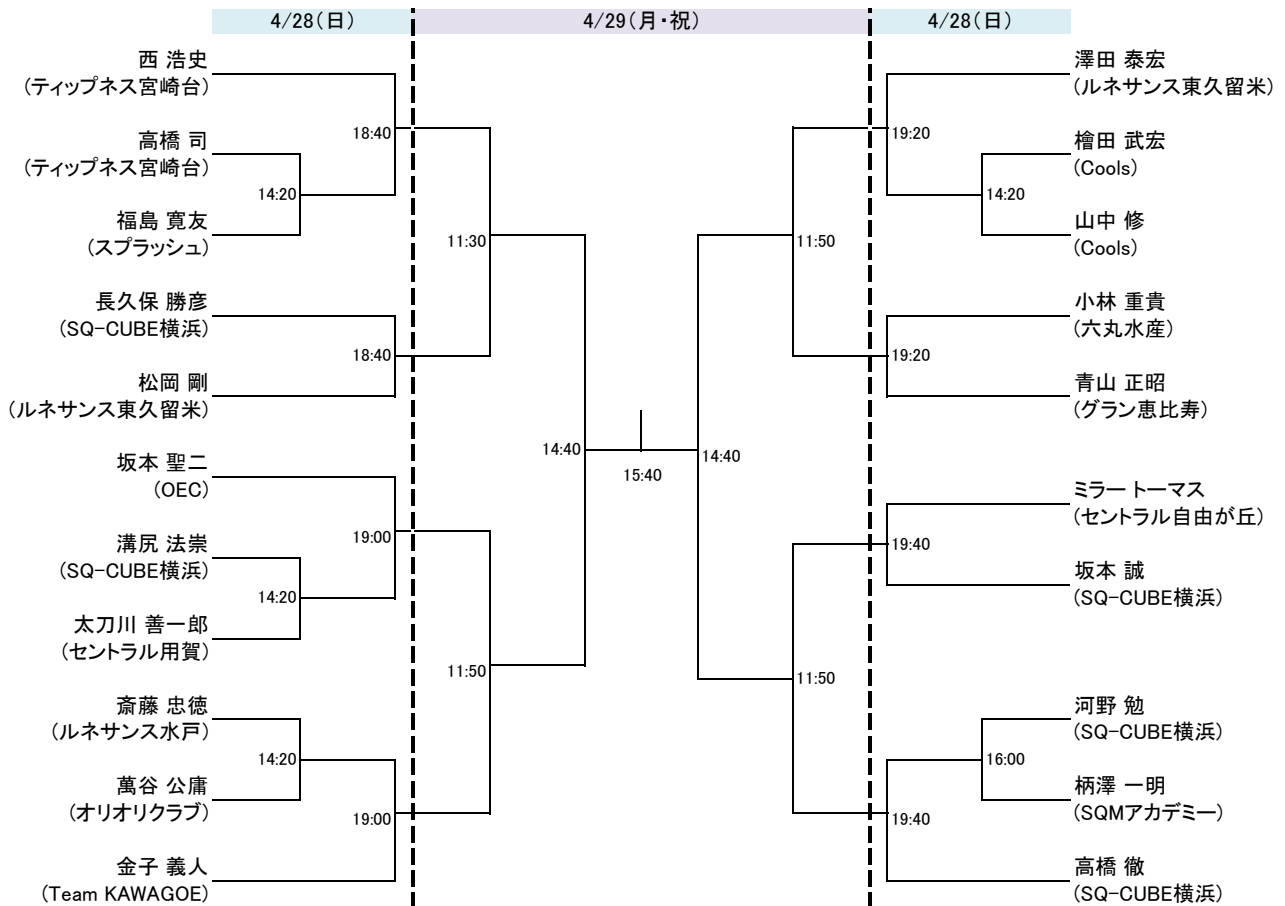 4/28(日)
4/29(月・祝)
4/28(日)
西 浩史
(ティップネス宮崎台)
高橋 司
(ティップネス宮崎台)
福島 寛友
(スプラッシュ)
長久保 勝彦
(SQ-CUBE横浜)
松岡 剛
(ルネサンス東久留米)
坂本 聖二
(OEC)
溝尻 法崇
(SQ-CUBE横浜)
太刀川 善一郎
(セントラル用賀)
斎藤 忠徳
(ルネサンス水戸)
萬谷 公庸
(オリオリクラブ)
金子 義人
(Team KAWAGOE)
14:20
14:20
14:20
18:40
18:40
19:00
19:00
11:30
11:50
14:40
15:40
14:40
11:50
11:50
19:20
19:20
19:40
19:40
14:20
16:00
澤田 泰宏
(ルネサンス東久留米)
檜田 武宏
(Cools)
山中 修
(Cools)
小林 重貴
(六丸水産)
青山 正昭
(グラン恵比寿)
ミラー トーマス
(セントラル自由が丘)
坂本 誠
(SQ-CUBE横浜)
河野 勉
(SQ-CUBE横浜)
柄澤 一明
(SQMアカデミー)
高橋 徹
(SQ-CUBE横浜)